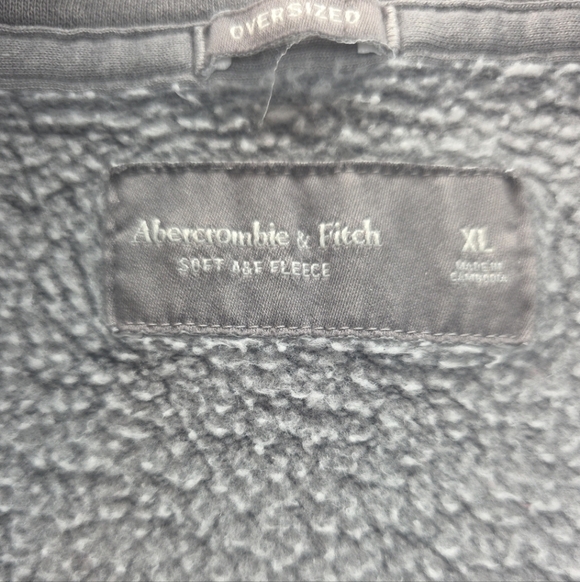 OVERSIZED
Abercrombie & Fitch
SOFT A&F FLEECE
XL
MADE IN
CAMBODIA